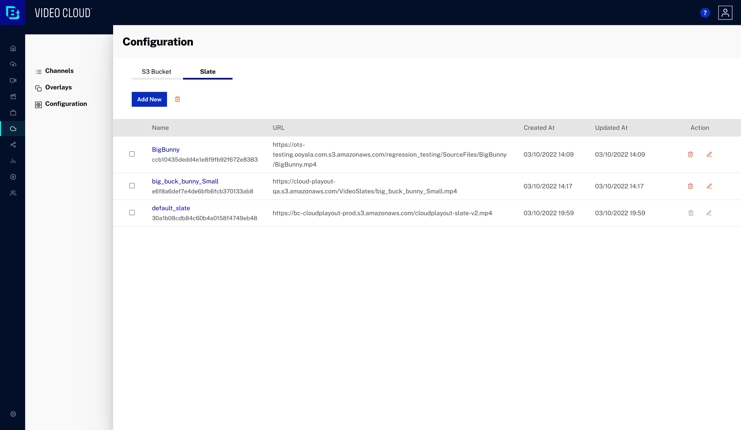 VIDEO CLOUD
?
Configuration
Channels
Overlays
Configuration
S3 Bucket
Slate
Add New
Name
URL
Created At
Updated At
Action
BigBunny
ccb10435dedd4e1e8f9fb92f672e8383
https://ots-
testing.ooyala.com.s3.amazonaws.com/regression_testing/SourceFiles/BigBunny
/BigBunny.mp4
03/10/2022 14:09
03/10/2022 14:09
big_buck_bunny_Small
e6f8a6def7e4de6bfb6fcb370133ab8
https://cloud-playout-
qa.s3.amazonaws.com/VideoSlates/big_buck_bunny_Small.mp4
03/10/2022 14:17
03/10/2022 14:17
default_slate
30a1b08cdb84c60b4a0158f4749eb48
https://bc-cloudplayout-prod.s3.amazonaws.com/cloudplayout-slate-v2.mp4
03/10/2022 19:59
03/10/2022 19:59